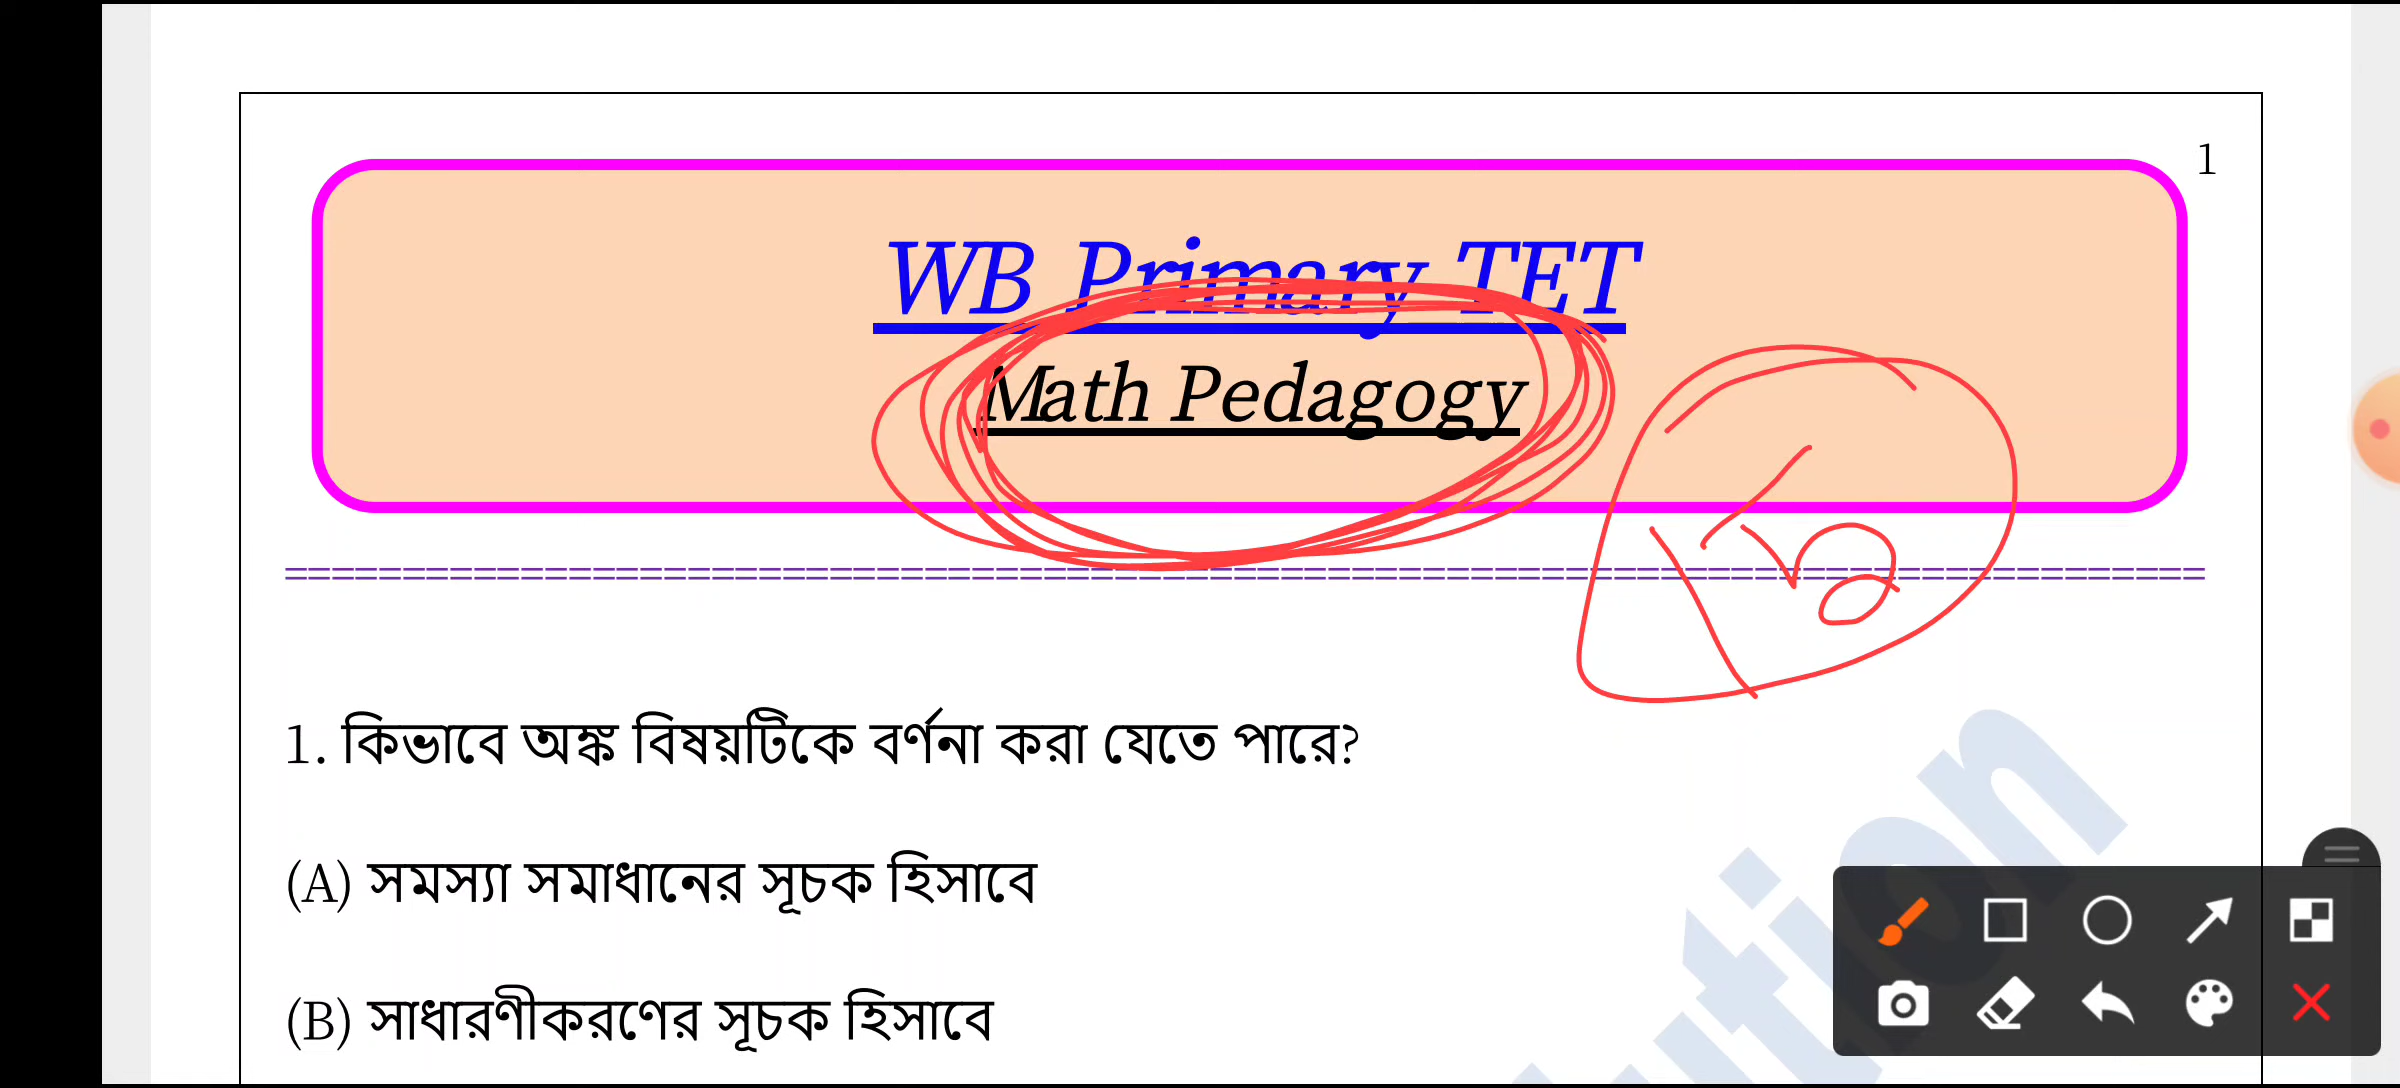 1
WB Primary TET
Math Pedagogy
1. কিভাবে অঙ্ক বিষয়টিকে বর্ণনা করা যেতে পারে?
(A) সমস্যা সমাধানের সূচক হিসাবে
(B) সাধারণীকরণের সূচক হিসাবে